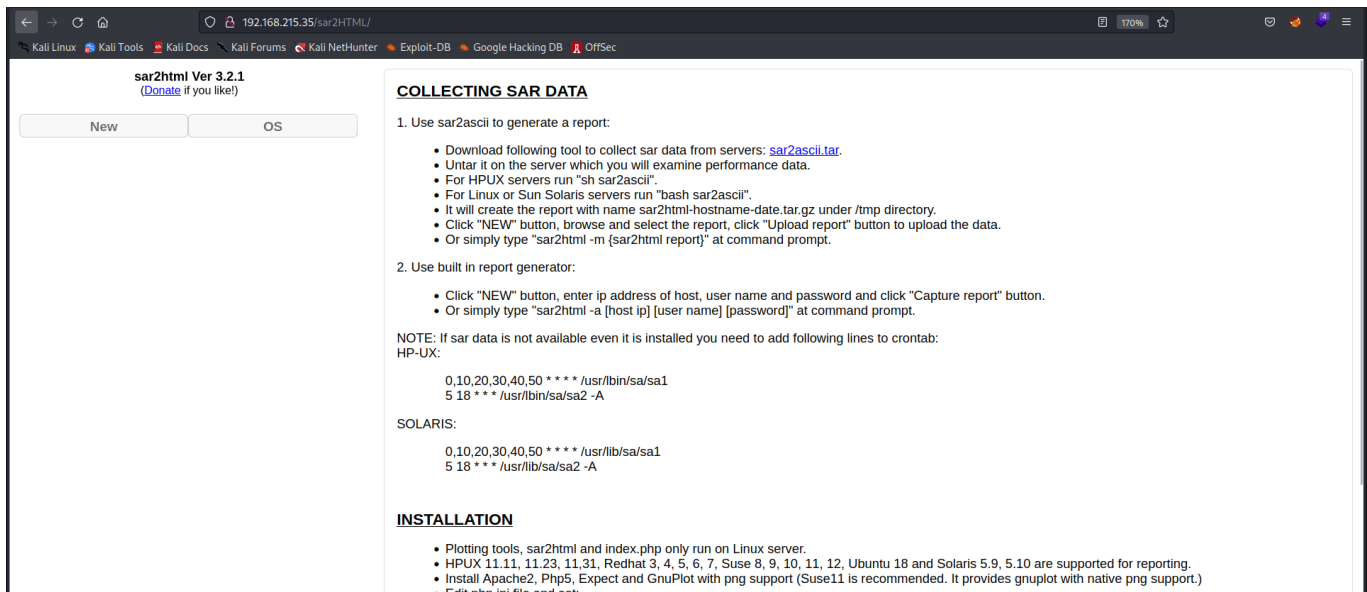 192.168.215.35/sar2HTML/
170%
4
Kali Linux
Kali Tools
Kali Docs
Kali Forums
Kali NetHunter
Exploit-DB
Google Hacking DB
OffSec
sar2html Ver 3.2.1
(Donate if you like!)
New
OS
COLLECTING SAR DATA
1. Use sar2ascii to generate a report:
• Download following tool to collect sar data from servers: sar2ascii.tar.
• Untar it on the server which you will examine performance data.
• For HPUX servers run "sh sar2ascii".
• For Linux or Sun Solaris servers run "bash sar2ascii".
• It will create the report with name sar2html-hostname-date.tar.gz under /tmp directory.
• Click "NEW" button, browse and select the report, click "Upload report" button to upload the data.
• Or simply type "sar2html -m {sar2html report}" at command prompt.
2. Use built in report generator:
• Click "NEW" button, enter ip address of host, user name and password and click "Capture report" button.
• Or simply type "sar2html -a [host ip] [user name] [password]" at command prompt.
NOTE: If sar data is not available even it is installed you need to add following lines to crontab:
HP-UX:
0,10,20,30,40,50 * * * * /usr/lbin/sa/sa1
5 18 * * * /usr/lbin/sa/sa2 -A
SOLARIS:
0,10,20,30,40,50 * * * * /usr/lib/sa/sa1
5 18 * * * /usr/lib/sa/sa2 -A
INSTALLATION
• Plotting tools, sar2html and index.php only run on Linux server.
• HPUX 11.11, 11.23, 11,31, Redhat 3, 4, 5, 6, 7, Suse 8, 9, 10, 11, 12, Ubuntu 18 and Solaris 5.9, 5.10 are supported for reporting.
• Install Apache2, Php5, Expect and GnuPlot with png support (Suse11 is recommended. It provides gnuplot with native png support.)
• Edit php.ini file and set: